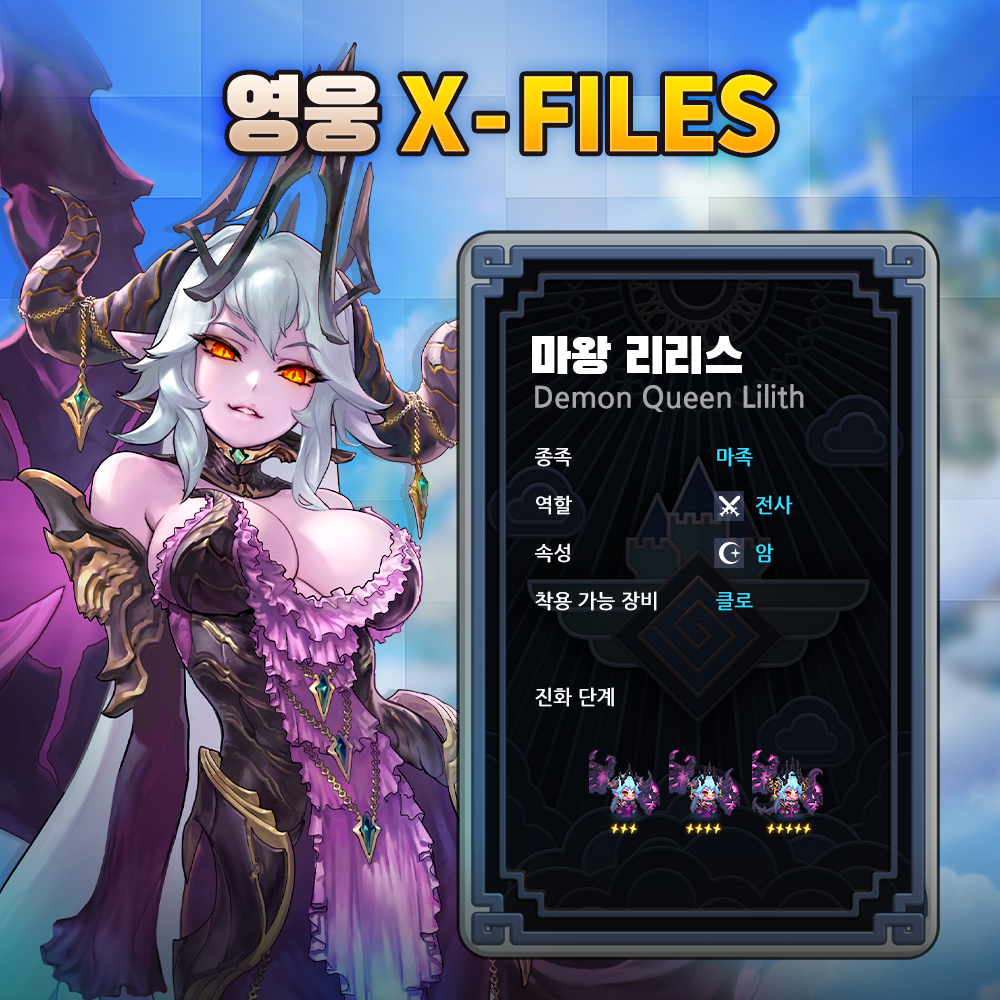 영웅 X-FILES
마왕 리리스
Demon Queen Lilith
종족 마족
역할 전사
속성 암
착용 가능 장비 클로
진화 단계